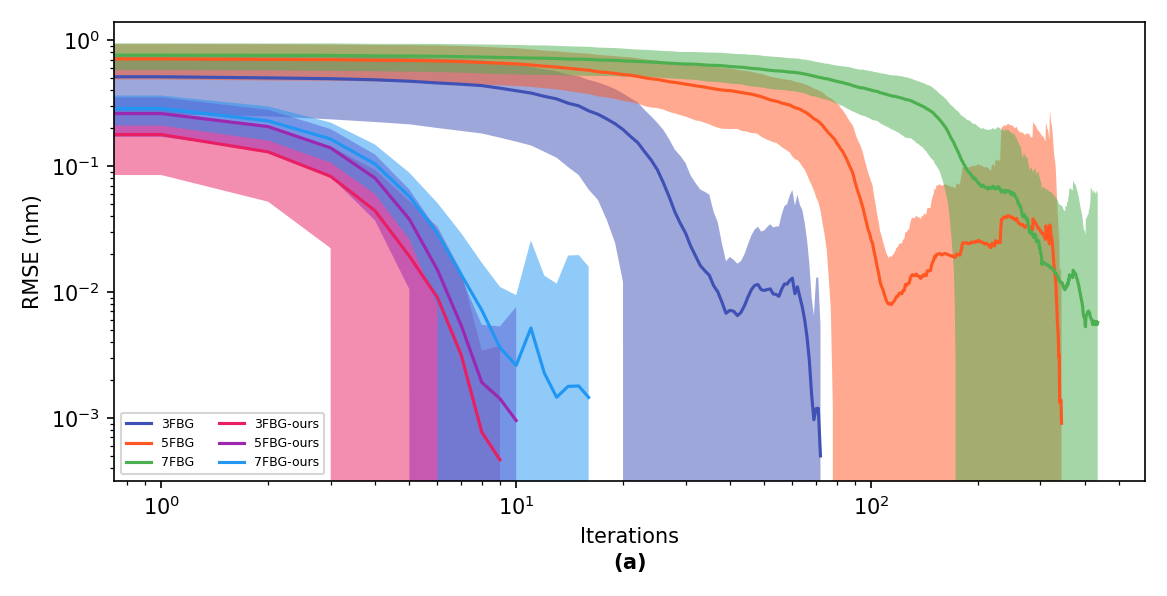 RMSE (nm)
10⁰
10⁻¹
10⁻²
10⁻³
3FBG
5FBG
7FBG
3FBG-ours
5FBG-ours
7FBG-ours
10⁰
10¹
10²
Iterations
(a)